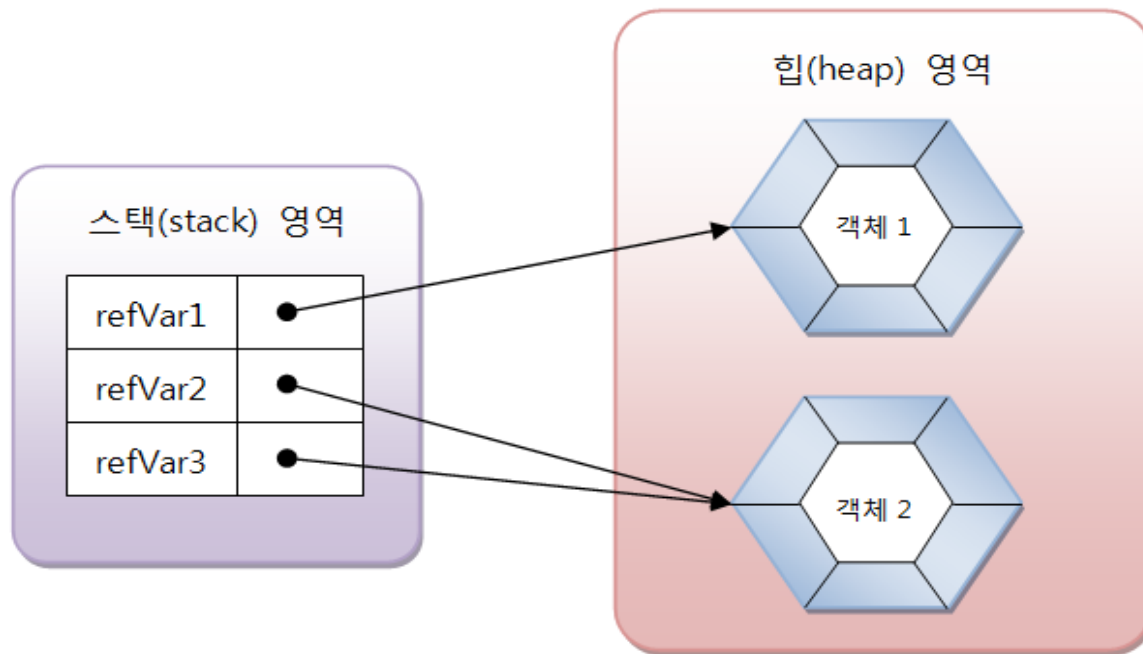 힙(heap) 영역
객체 1
스택(stack) 영역
refVar1
refVar2
refVar3
객체 2